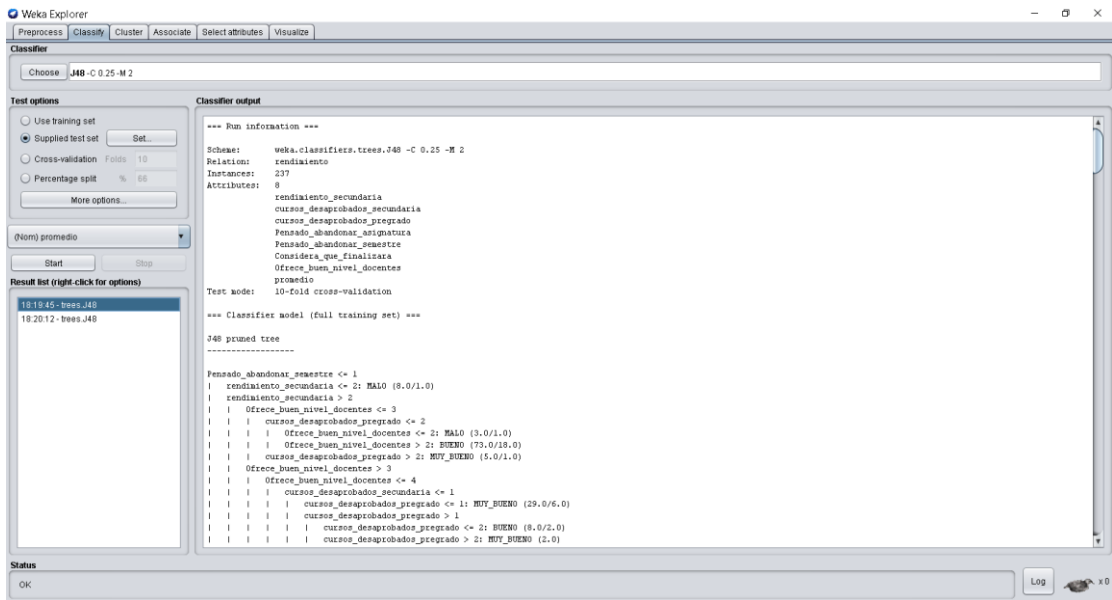 Weka Explorer
Preprocess Classify Cluster Associate Select attributes Visualize
Classifier
Choose J48 -C 0.25 -M 2
Test options
Use training set
Supplied test set Set...
Cross-validation Folds 10
Percentage split % 66
More options...
(Nom) promedio
Start Stop
Result list (right-click for options)
18:19:45 - trees.J48
18:20:12 - trees.J48
Classifier output
=== Run information ===
Scheme: weka.classifiers.trees.J48 -C 0.25 -M 2
Relation: rendimiento
Instances: 237
Attributes: 8
rendimiento_secundaria
cursos_desaprobados_secundaria
cursos_desaprobados_pregrado
Pensado_abandonar_asignatura
Pensado_abandonar_semestre
Considera_que_finalizara
Ofrece_buen_nivel_docentes
promedio
Test mode: 10-fold cross-validation
=== Classifier model (full training set) ===
J48 pruned tree
------------------
Pensado_abandonar_semestre <= 1
| rendimiento_secundaria <= 2: MALO (8.0/1.0)
| rendimiento_secundaria > 2
| | Ofrece_buen_nivel_docentes <= 3
| | | cursos_desaprobados_pregrado <= 2
| | | | Ofrece_buen_nivel_docentes <= 2: MALO (3.0/1.0)
| | | | Ofrece_buen_nivel_docentes > 2: BUENO (73.0/18.0)
| | | cursos_desaprobados_pregrado > 2: MUY_BUENO (5.0/1.0)
| | Ofrece_buen_nivel_docentes > 3
| | | Ofrece_buen_nivel_docentes <= 4
| | | | cursos_desaprobados_secundaria <= 1
| | | | | cursos_desaprobados_pregrado <= 1: MUY_BUENO (29.0/6.0)
| | | | | cursos_desaprobados_pregrado > 1
| | | | | | cursos_desaprobados_pregrado <= 2: BUENO (8.0/2.0)
| | | | | | cursos_desaprobados_pregrado > 2: MUY_BUENO (2.0)
Status
OK
Log x 0